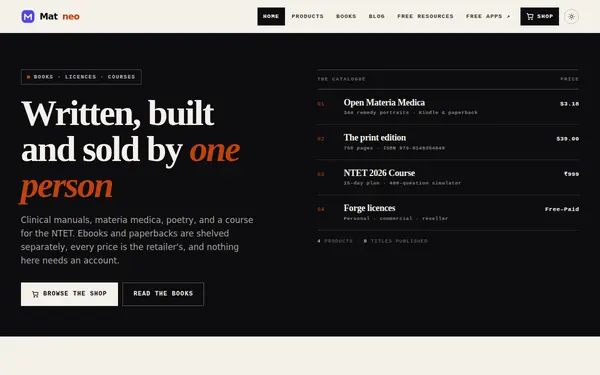 Mat neo
HOME PRODUCTS BOOKS BLOG FREE RESOURCES FREE APPS ↗ SHOP
BOOKS · LICENCES · COURSES
Written, built
and sold by one
person
Clinical manuals, materia medica, poetry, and a course
for the NTET. Ebooks and paperbacks are shelved
separately, every price is the retailer's, and nothing
here needs an account.
BROWSE THE SHOP READ THE BOOKS
THE CATALOGUE PRICE
01 Open Materia Medica $3.18
344 remedy portraits · Kindle & paperback
02 The print edition $39.00
750 pages · ISBN
03 NTET 2026 Course ₹999
15-day plan · 400-question simulator
04 Forge licences Free–Paid
Personal · commercial · reseller
4 PRODUCTS TITLES PUBLISHED